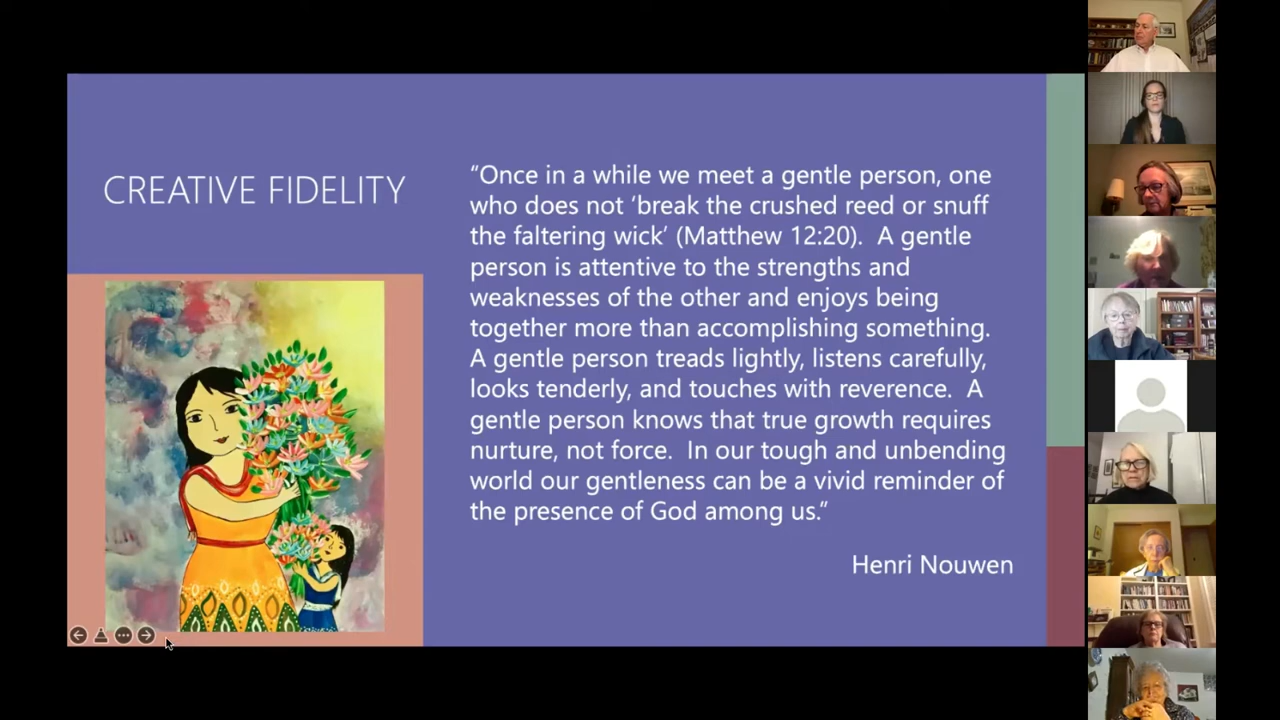 CREATIVE FIDELITY
“Once in a while we meet a gentle person, one
who does not ‘break the crushed reed or snuff
the faltering wick’ (Matthew 12:20).  A gentle
person is attentive to the strengths and
weaknesses of the other and enjoys being
together more than accomplishing something.
A gentle person treads lightly, listens carefully,
looks tenderly, and touches with reverence.  A
gentle person knows that true growth requires
nurture, not force.  In our tough and unbending
world our gentleness can be a vivid reminder of
the presence of God among us.”
Henri Nouwen